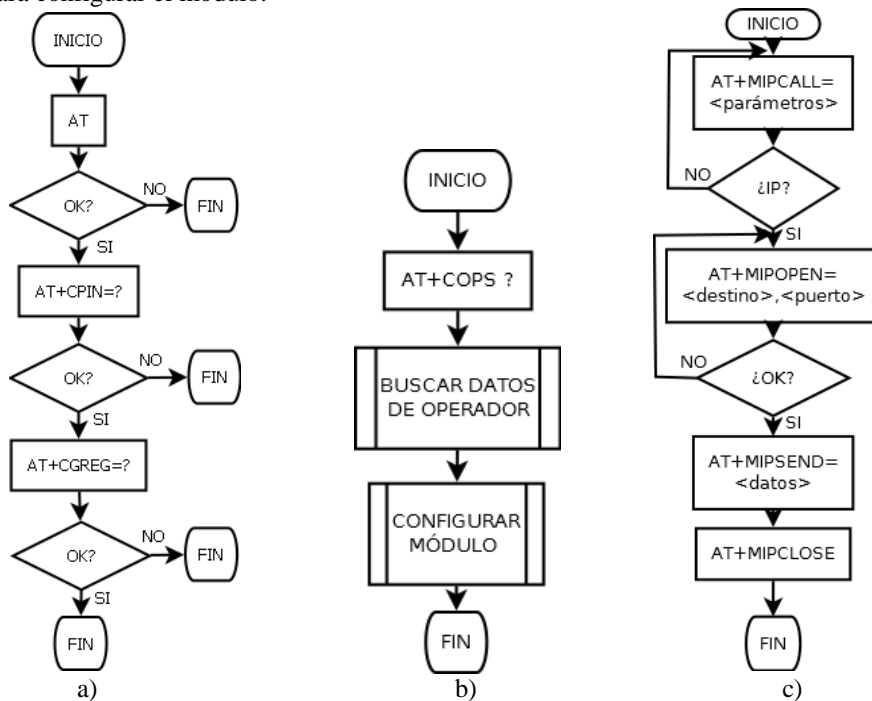 para configurar el módulo.
INICIO
AT
OK?
NO
FIN
SI
AT+CPIN=?
OK?
NO
FIN
SI
AT+CGREG=?
OK?
NO
FIN
SI
FIN
a)
INICIO
AT+COPS ?
BUSCAR DATOS
DE OPERADOR
CONFIGURAR
MÓDULO
FIN
b)
INICIO
AT+MIPCALL=
<parámetros>
NO
¿IP?
SI
AT+MIPOPEN=
<destino>,<puerto>
NO
¿OK?
SI
AT+MIPSEND=
<datos>
AT+MIPCLOSE
FIN
c)